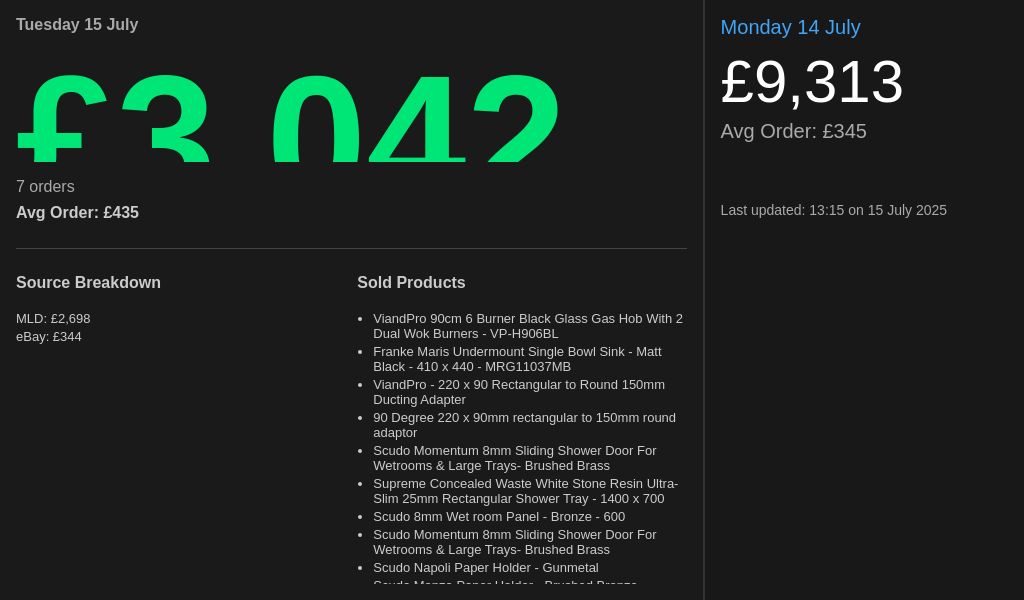 Tuesday 15 July
£3,042
7 orders
Avg Order: £435
Source Breakdown
MLD: £2,698
eBay: £344
Sold Products
• ViandPro 90cm 6 Burner Black Glass Gas Hob With 2
Dual Wok Burners - VP-H906BL
• Franke Maris Undermount Single Bowl Sink - Matt
Black - 410 x 440 - MRG11037MB
• ViandPro - 220 x 90 Rectangular to Round 150mm
Ducting Adapter
• 90 Degree 220 x 90mm rectangular to 150mm round
adaptor
• Scudo Momentum 8mm Sliding Shower Door For
Wetrooms & Large Trays- Brushed Brass
• Supreme Concealed Waste White Stone Resin Ultra-
Slim 25mm Rectangular Shower Tray - 1400 x 700
• Scudo 8mm Wet room Panel - Bronze - 600
• Scudo Momentum 8mm Sliding Shower Door For
Wetrooms & Large Trays- Brushed Brass
• Scudo Napoli Paper Holder - Gunmetal
Scudo Monza Paper Holder - Brushed Bronze
Monday 14 July
£9,313
Avg Order: £345
Last updated: 13:15 on 15 July 2025